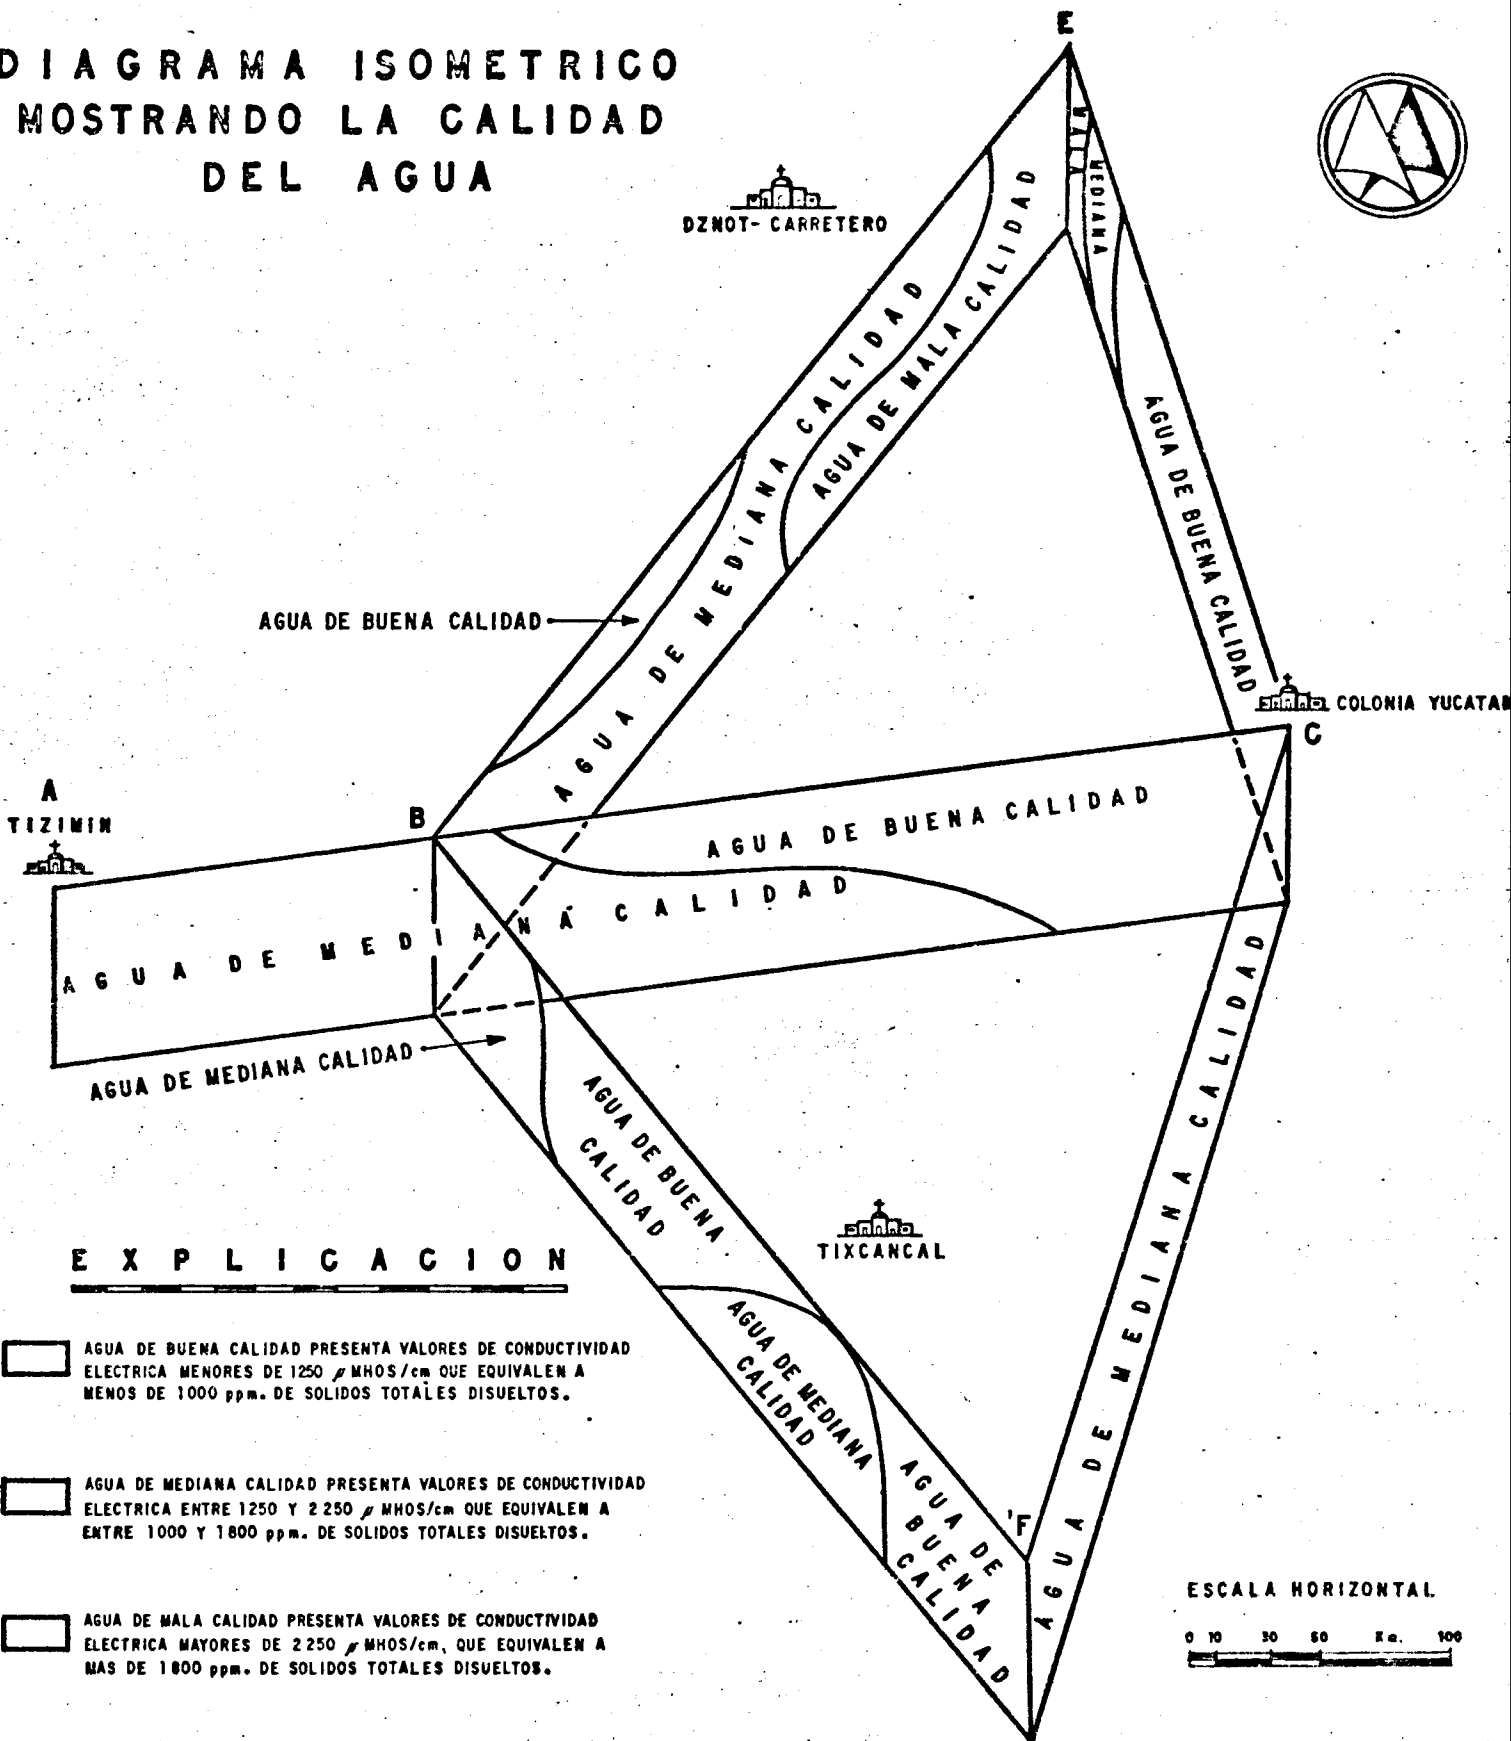 DIAGRAMA ISOMETRICO
MOSTRANDO LA CALIDAD
DEL AGUA
E
DZNOT- CARRETERO
MALA
MEDIANA
AGUA DE MEDIANA CALIDAD
AGUA DE MALA CALIDAD
AGUA DE BUENA CALIDAD
AGUA DE BUENA CALIDAD
COLONIA YUCATAN
C
A
TIZIMIN
B
AGUA DE BUENA CALIDAD
AGUA DE MEDIANA CALIDAD
AGUA DE MEDIANA CALIDAD
AGUA DE BUENA
CALIDAD
TIXCANCAL
AGUA DE MEDIANA
CALIDAD
AGUA DE
BUENA
CALIDAD
'F
AGUA DE MEDIANA CALIDAD
EXPLICACION
AGUA DE BUENA CALIDAD PRESENTA VALORES DE CONDUCTIVIDAD
ELECTRICA MENORES DE 1250 µ MHOS/cm QUE EQUIVALEN A
MENOS DE 1000 ppm. DE SOLIDOS TOTALES DISUELTOS.
AGUA DE MEDIANA CALIDAD PRESENTA VALORES DE CONDUCTIVIDAD
ELECTRICA ENTRE 1250 Y 2250 µ MHOS/cm QUE EQUIVALEN A
ENTRE 1000 Y 1800 ppm. DE SOLIDOS TOTALES DISUELTOS.
AGUA DE MALA CALIDAD PRESENTA VALORES DE CONDUCTIVIDAD
ELECTRICA MAYORES DE 2250 µ MHOS/cm, QUE EQUIVALEN A
MAS DE 1800 ppm. DE SOLIDOS TOTALES DISUELTOS.
ESCALA HORIZONTAL
0 10 30 50 100